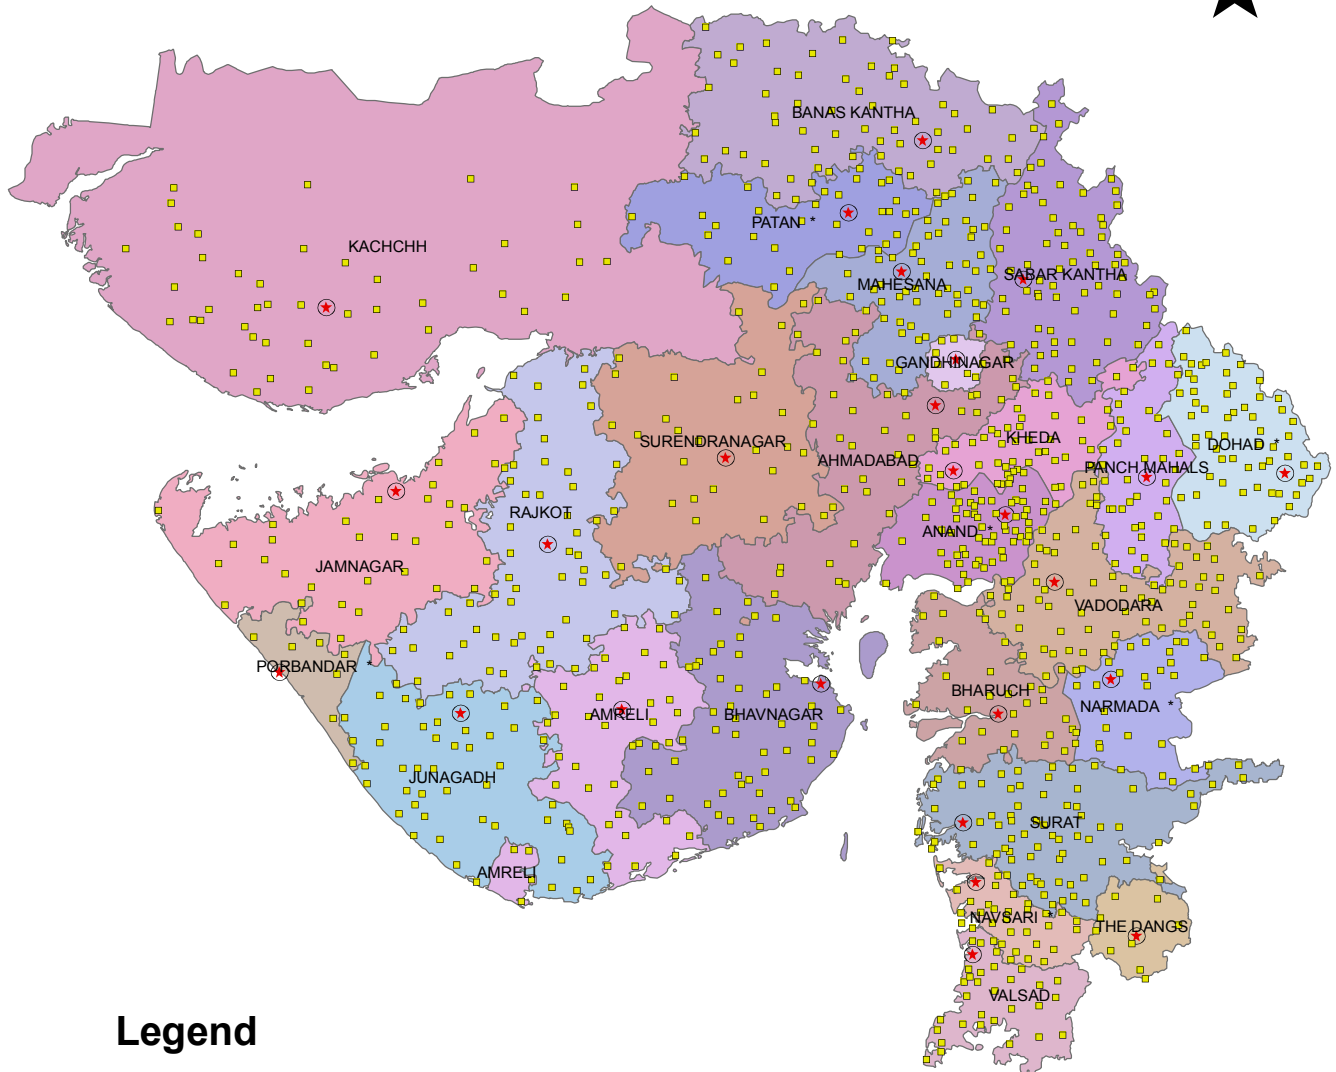 BANAS KANTHA
PATAN *
KACHCHH
MAHESANA
SABAR KANTHA
GANDHINAGAR
SURENDRANAGAR
AHMADABAD
KHEDA
DOHAD *
PANCH MAHALS
RAJKOT
ANAND *
JAMNAGAR
VADODARA
PORBANDAR *
BHARUCH
NARMADA *
AMRELI
BHAVNAGAR
JUNAGADH
SURAT
AMRELI
NAVSARI *
THE DANGS
VALSAD
Legend